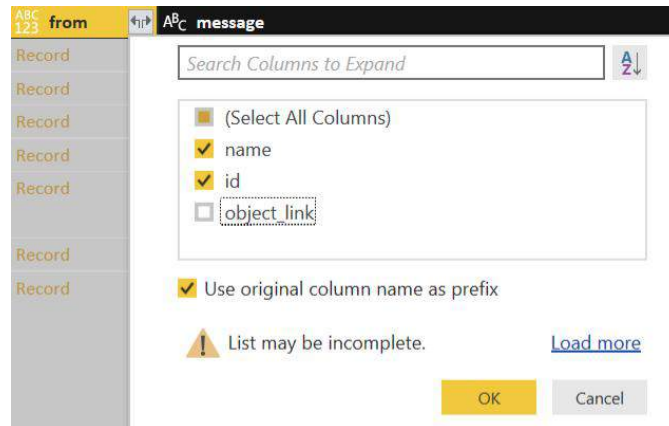 ABC
123 from
ABC message
Record
Record
Record
Record
Record
Record
Record
Search Columns to Expand
AZ
(Select All Columns)
name
id
object_link
Use original column name as prefix
List may be incomplete.
Load more
OK
Cancel